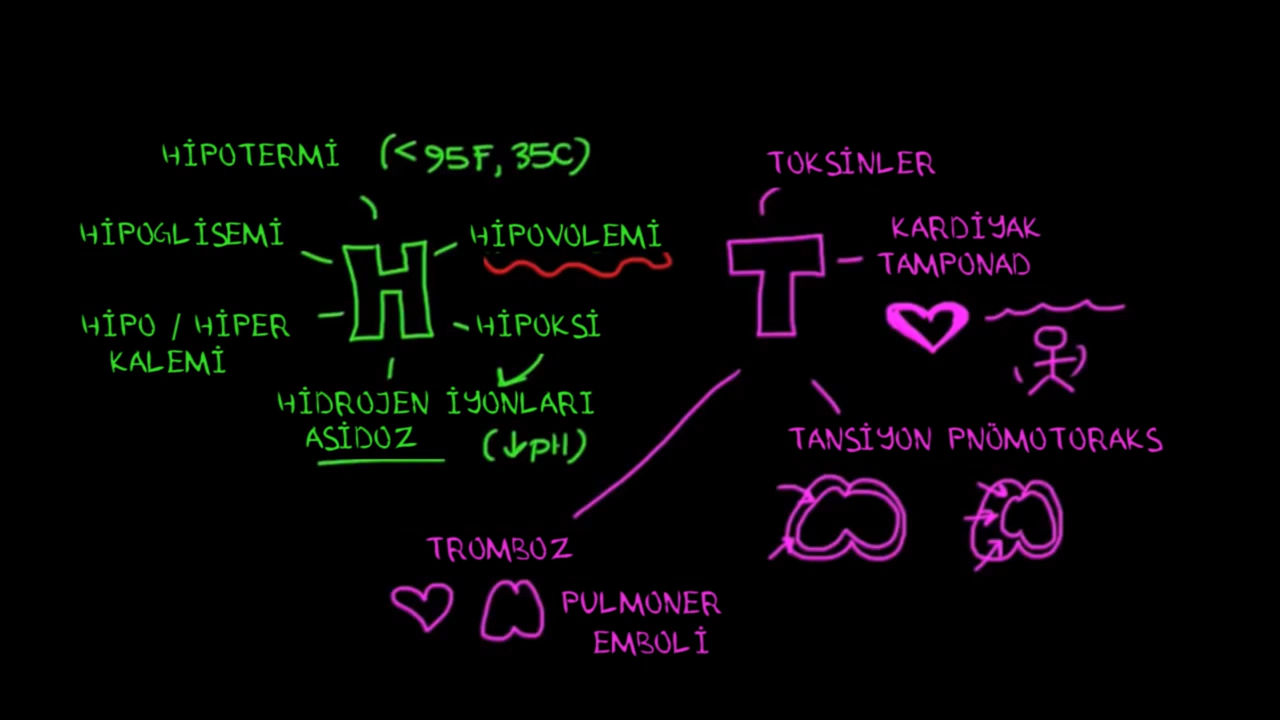 HİPOTERMİ (<95F, 35C)
HİPOGLİSEMİ
HİPOVOLEMİ
H
HİPO / HİPER
KALEMİ
HİPOKSİ
HİDROJEN İYONLARI
ASİDOZ (↓pH)
TOKSİNLER
T
KARDİYAK
TAMPONAD
TANSİYON PNÖMOTORAKS
TROMBOZ
PULMONER
EMBOLİ